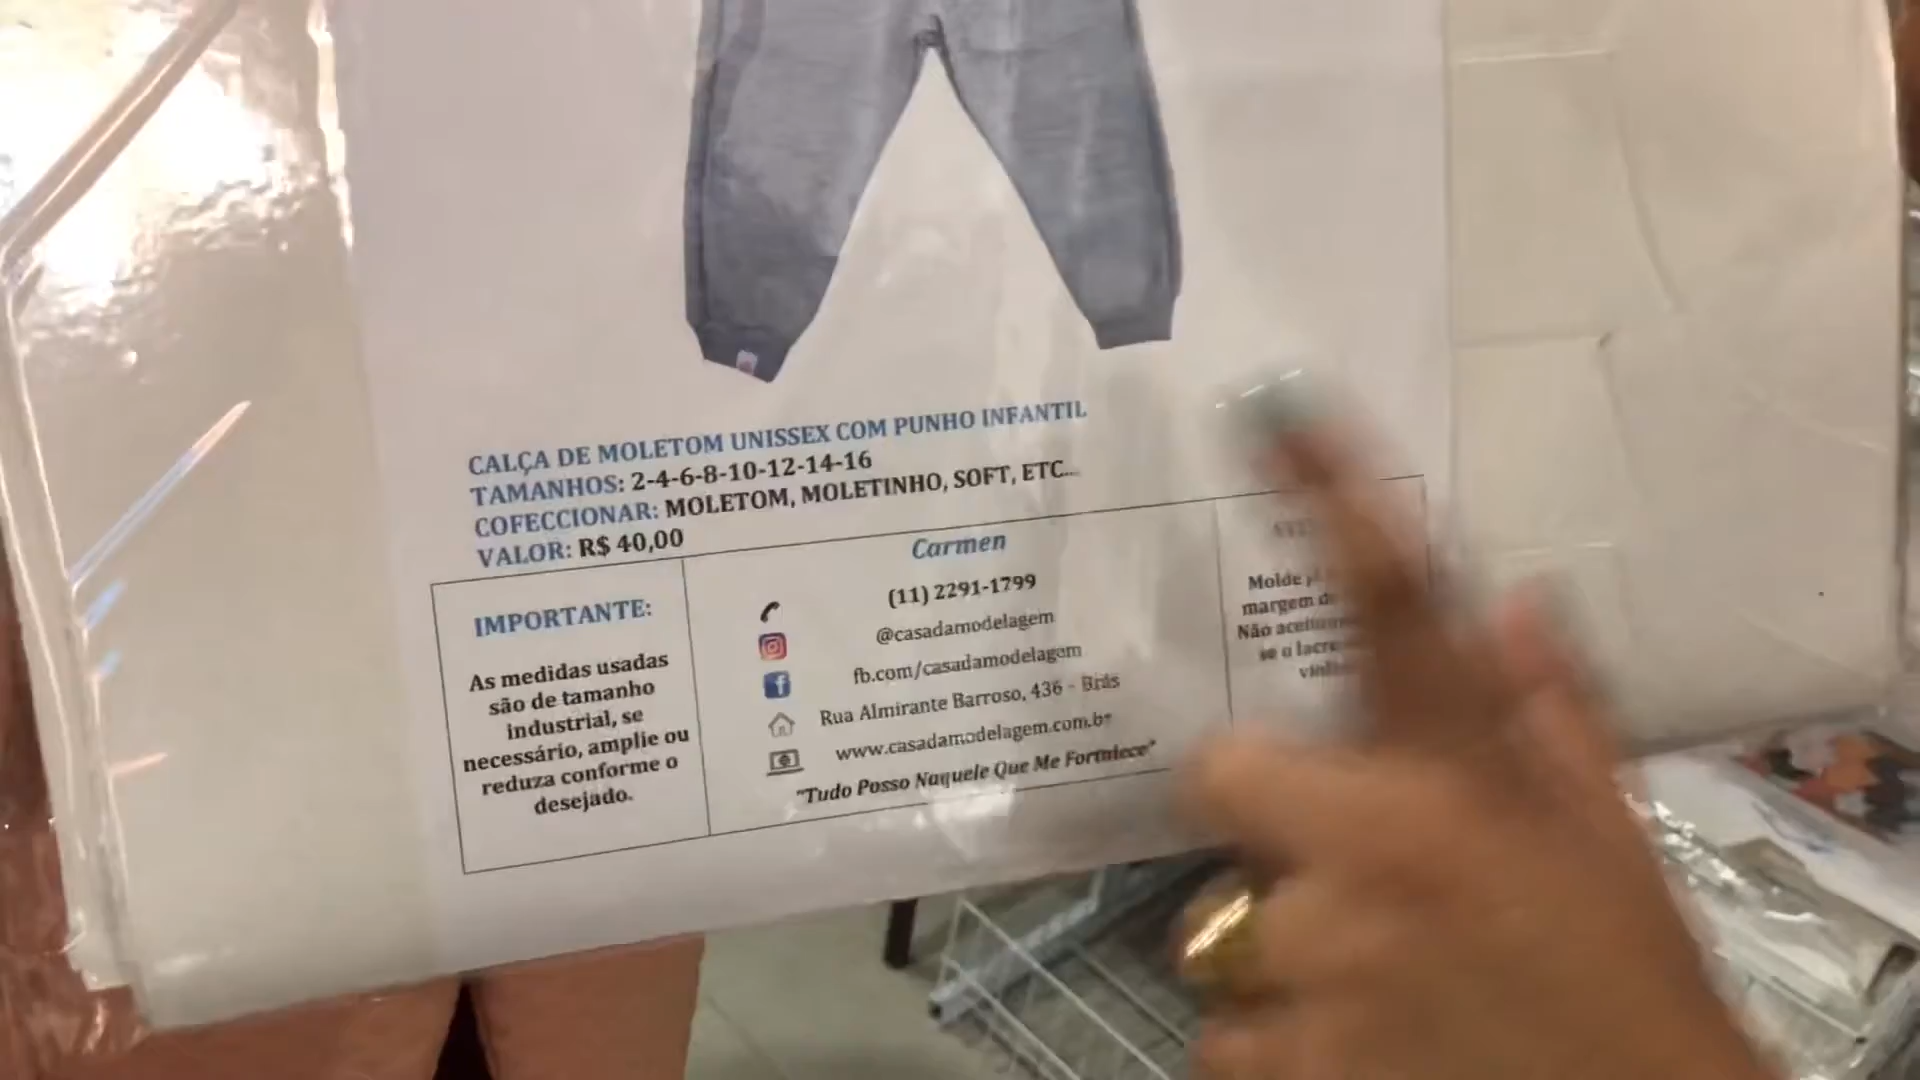 CALÇA DE MOLETOM UNISSEX COM PUNHO INFANTIL
TAMANHOS: 2-4-6-8-10-12-14-16
COFECCIONAR: MOLETOM, MOLETINHO, SOFT, ETC...
VALOR: R$ 40,00
IMPORTANTE:
As medidas usadas
são de tamanho
industrial, se
necessário, amplie ou
reduza conforme o
desejado.
Carmen
(11) 2291-1799
@casadamodelagem
fb.com/casadamodelagem
Rua Almirante Barroso, 436 - Brás
www.casadamodelagem.com.br
"Tudo Posso Naquele Que Me Fortalece"
Molde
margem
Não
se o